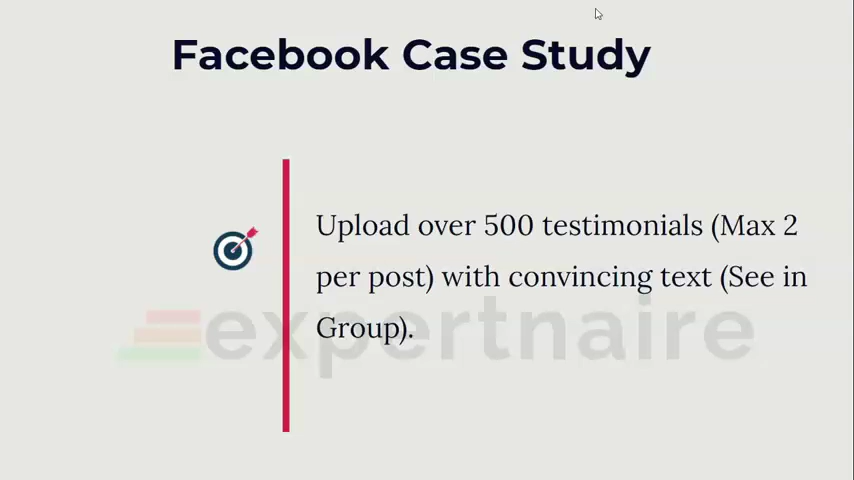 Facebook Case Study
Upload over 500 testimonials (Max 2
per post) with convincing text (See in
Group).
expertnaire